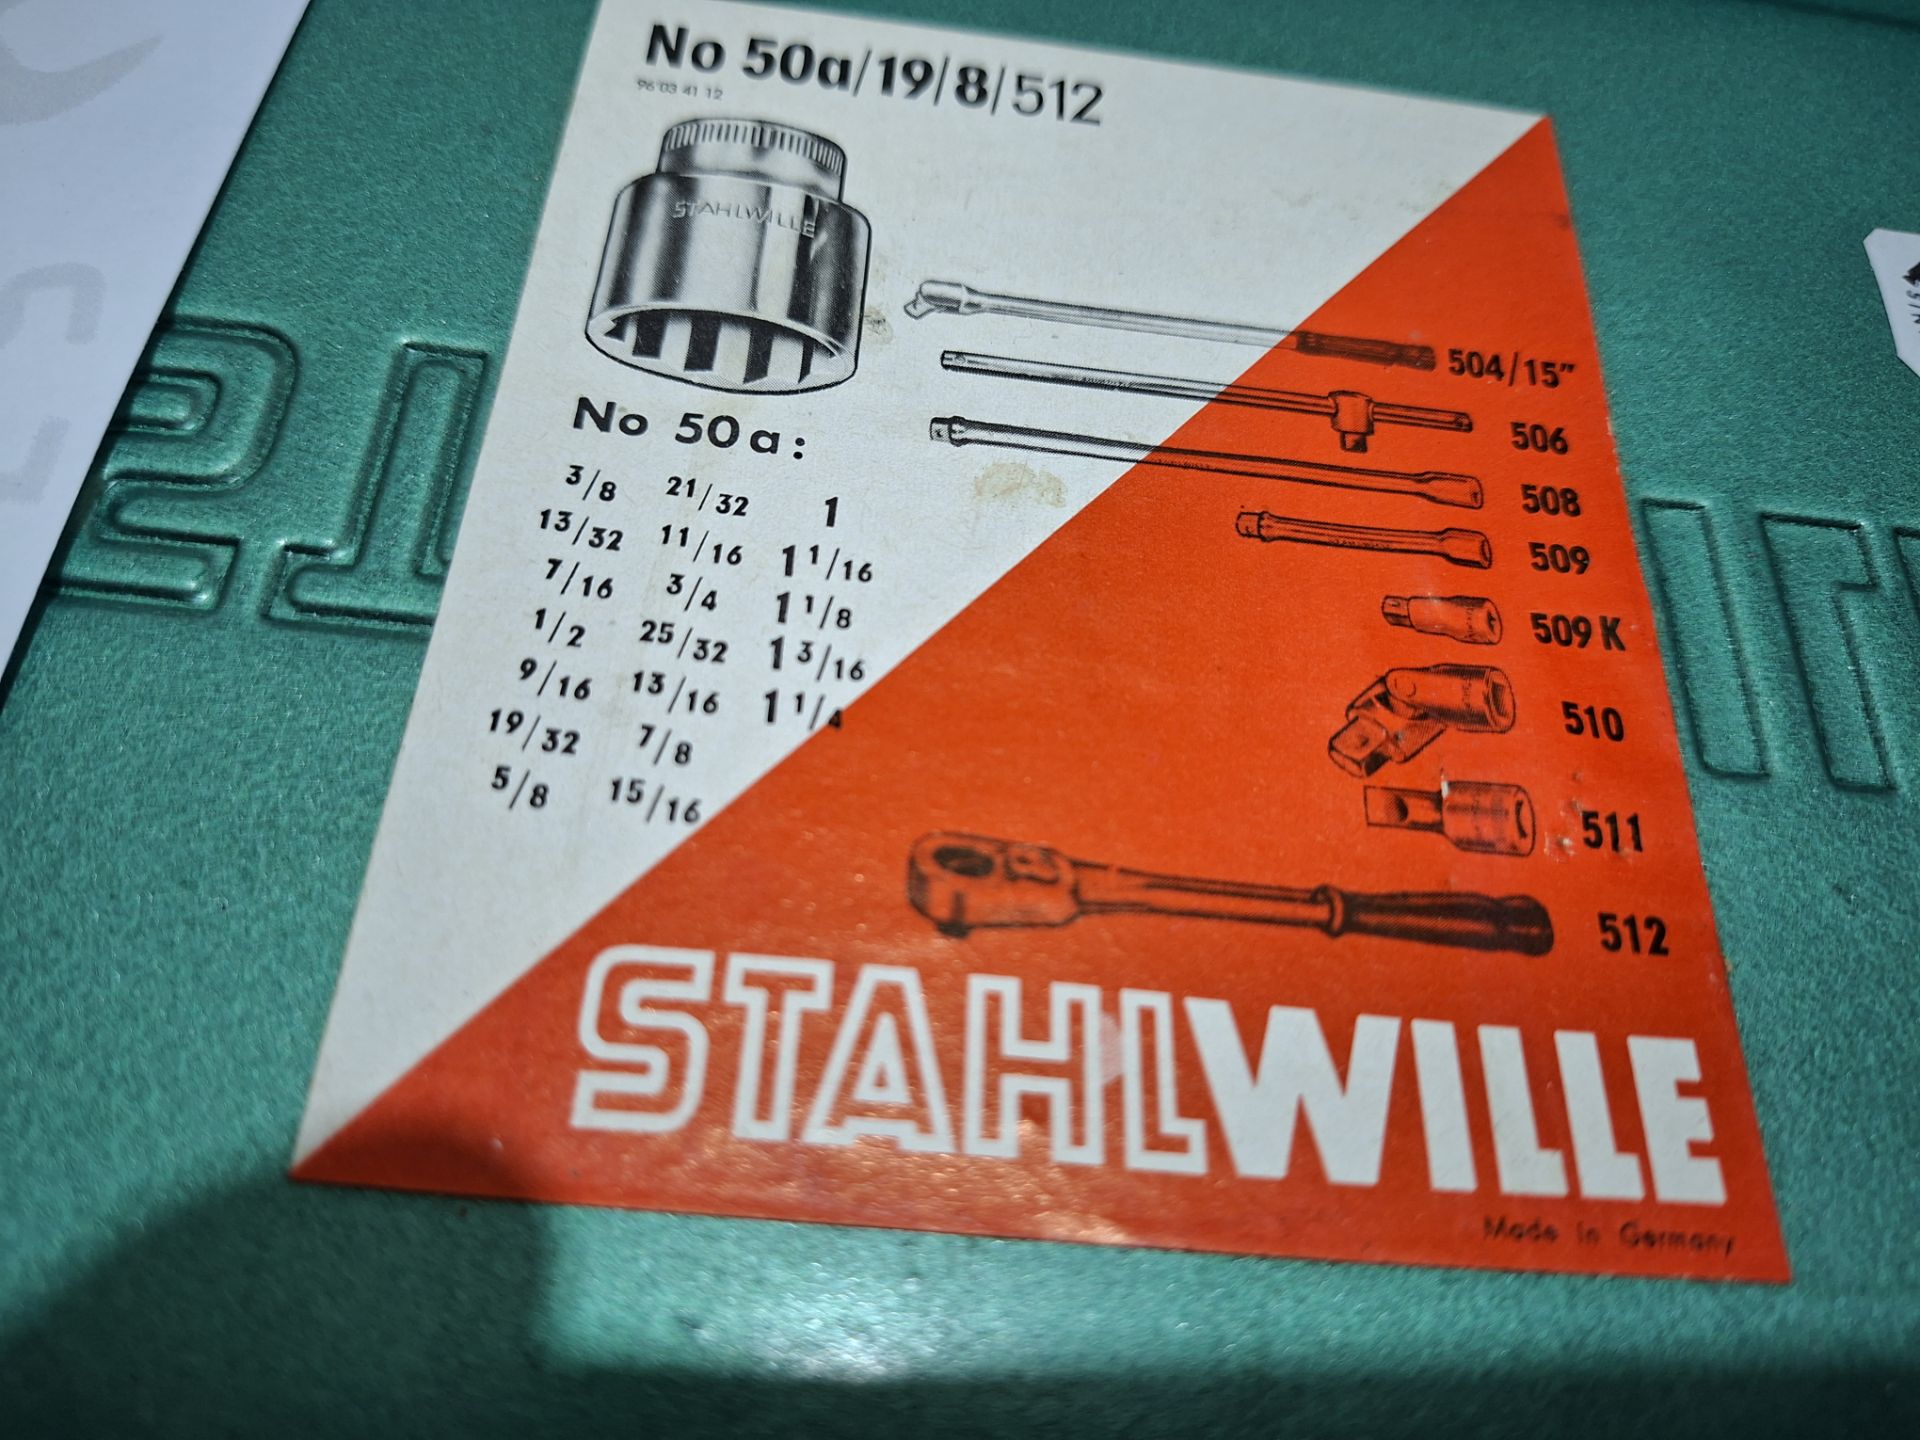 No 50a/19/8/512
96 03 41 12
STAHLWILLE
No 50a:
3/8 21/32 1
13/32 11/16 1 1/16
7/16 3/4 1 1/8
1/2 25/32 1 3/16
9/16 13/16 1 1/4
19/32 7/8
5/8 15/16
504/15"
506
508
509
509 K
510
511
512
STAHLWILLE
Made in Germany